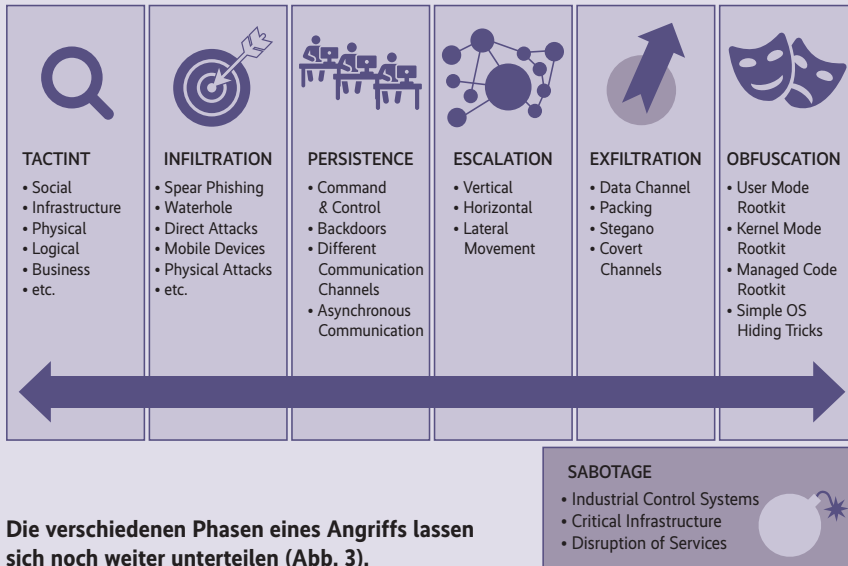 TACTINT
• Social
• Infrastructure
• Physical
• Logical
• Business
• etc.
INFILTRATION
• Spear Phishing
• Waterhole
• Direct Attacks
• Mobile Devices
• Physical Attacks
• etc.
PERSISTENCE
• Command
& Control
• Backdoors
• Different
Communication
Channels
• Asynchronous
Communication
ESCALATION
• Vertical
• Horizontal
• Lateral
Movement
EXFILTRATION
• Data Channel
• Packing
• Stegano
• Covert
Channels
OBFUSCATION
• User Mode
Rootkit
• Kernel Mode
Rootkit
• Managed Code
Rootkit
• Simple OS
Hiding Tricks
SABOTAGE
• Industrial Control Systems
• Critical Infrastructure
• Disruption of Services
Die verschiedenen Phasen eines Angriffs lassen
sich noch weiter unterteilen (Abb. 3).